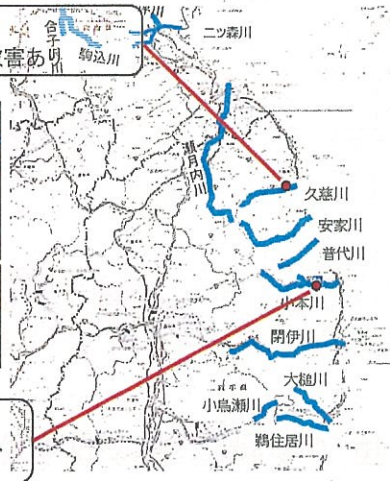 合子川
駒込川
害あり
二ツ森川
瀬月内川
久慈川
安家川
普代川
小本川
閉伊川
大槌川
小鳥瀬川
鵜住居川